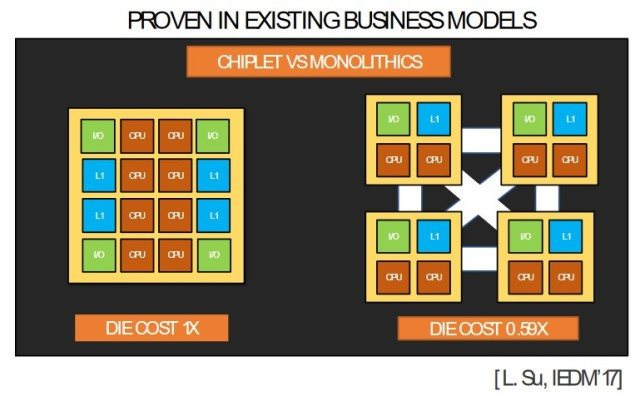 PROVEN IN EXISTING BUSINESS MODELS
CHIPLET VS MONOLITHICS
I/O CPU CPU I/O
L1 CPU CPU L1
L1 CPU CPU L1
I/O CPU CPU I/O
I/O L1
CPU CPU
I/O L1
CPU CPU
I/O L1
CPU CPU
I/O L1
CPU CPU
DIE COST 1X
DIE COST 0.59X
[L. Su, IEDM'17]